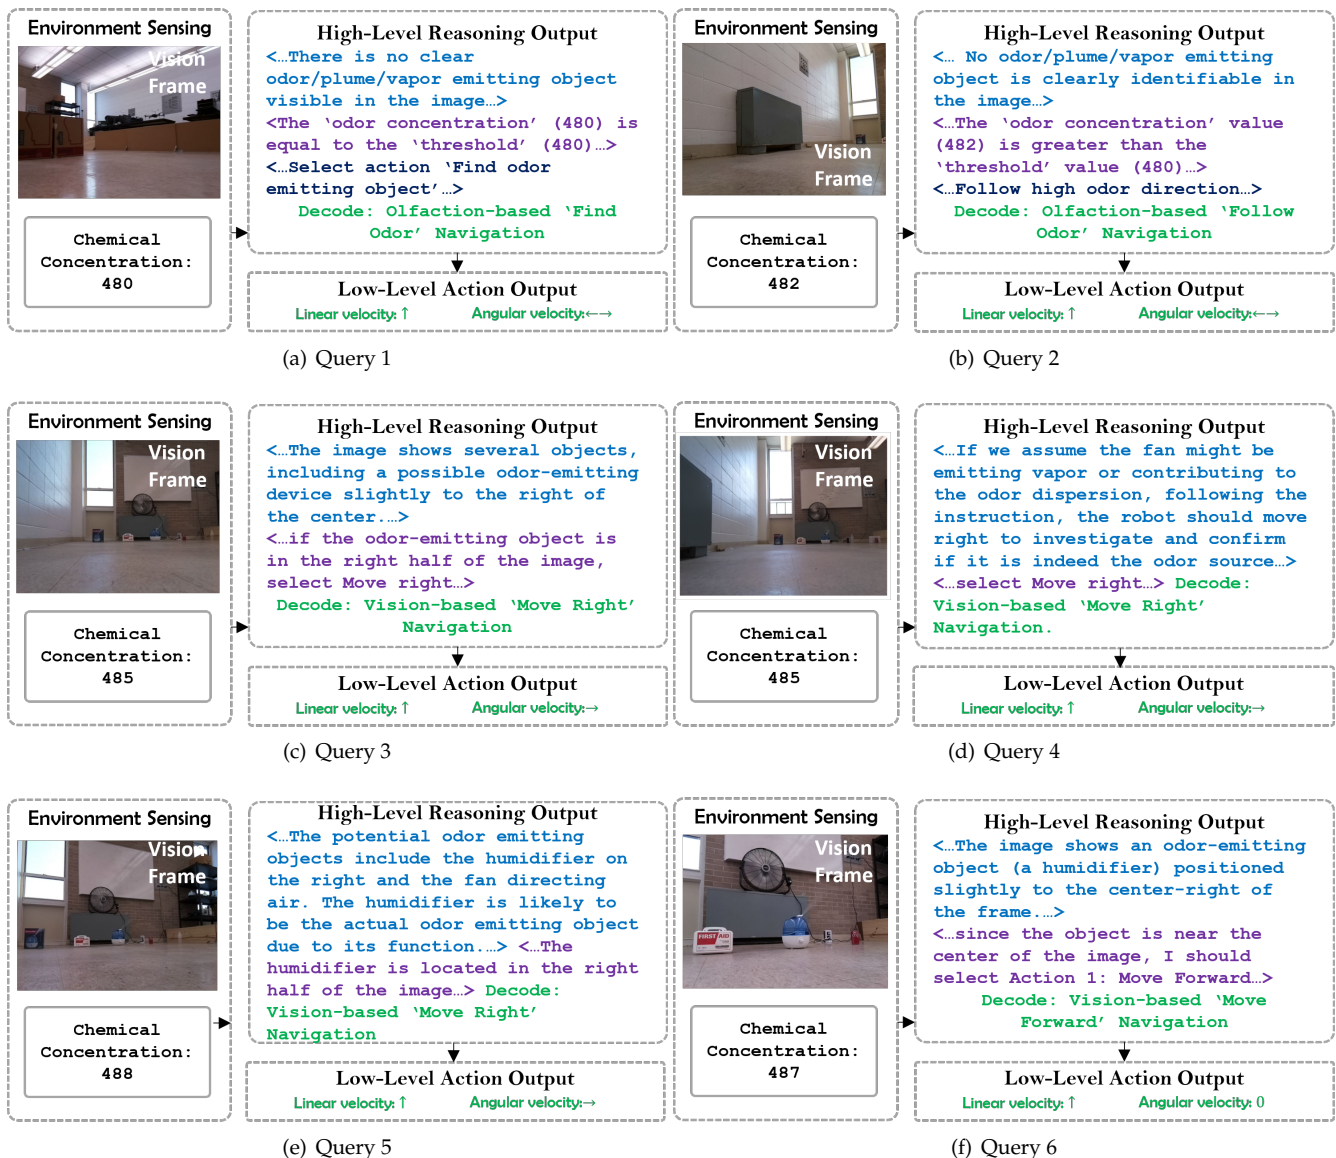 Environment Sensing
Vision
Frame
Chemical
Concentration:
480
High-Level Reasoning Output
<…There is no clear
odor/plume/vapor emitting object
visible in the image…>
<The ‘odor concentration’ (480) is
equal to the ‘threshold’ (480)…>
<…Select action ‘Find odor
emitting object’…>
Decode: Olfaction-based ‘Find
Odor’ Navigation
Low-Level Action Output
Linear velocity: ↑ Angular velocity:←→
(a) Query 1
Environment Sensing
Vision
Frame
Chemical
Concentration:
482
High-Level Reasoning Output
<… No odor/plume/vapor emitting
object is clearly identifiable in
the image…>
<…The ‘odor concentration’ value
(482) is greater than the
‘threshold’ value (480)…>
<…Follow high odor direction…>
Decode: Olfaction-based ‘Follow
Odor’ Navigation
Low-Level Action Output
Linear velocity: ↑ Angular velocity:←→
(b) Query 2
Environment Sensing
Vision
Frame
Chemical
Concentration:
485
High-Level Reasoning Output
<…The image shows several objects,
including a possible odor-emitting
device slightly to the right of
the center.…>
<…if the odor-emitting object is
in the right half of the image,
select Move right…>
Decode: Vision-based ‘Move Right’
Navigation
Low-Level Action Output
Linear velocity: ↑ Angular velocity:→
(c) Query 3
Environment Sensing
Vision
Frame
Chemical
Concentration:
485
High-Level Reasoning Output
<…If we assume the fan might be
emitting vapor or contributing to
the odor dispersion, following the
instruction, the robot should move
right to investigate and confirm
if it is indeed the odor source…>
<…select Move right…> Decode:
Vision-based ‘Move Right’
Navigation.
Low-Level Action Output
Linear velocity: ↑ Angular velocity:→
(d) Query 4
Environment Sensing
Vision
Frame
Chemical
Concentration:
488
High-Level Reasoning Output
<…The potential odor emitting
objects include the humidifier on
the right and the fan directing
air. The humidifier is likely to
be the actual odor emitting object
due to its function.…> <…The
humidifier is located in the right
half of the image…> Decode:
Vision-based ‘Move Right’
Navigation
Low-Level Action Output
Linear velocity: ↑ Angular velocity:→
(e) Query 5
Environment Sensing
Vision
Frame
FIRST AID
Chemical
Concentration:
487
High-Level Reasoning Output
<…The image shows an odor-emitting
object (a humidifier) positioned
slightly to the center-right of
the frame.…>
<…since the object is near the
center of the image, I should
select Action 1: Move Forward…>
Decode: Vision-based ‘Move
Forward’ Navigation
Low-Level Action Output
Linear velocity: ↑ Angular velocity: 0
(f) Query 6